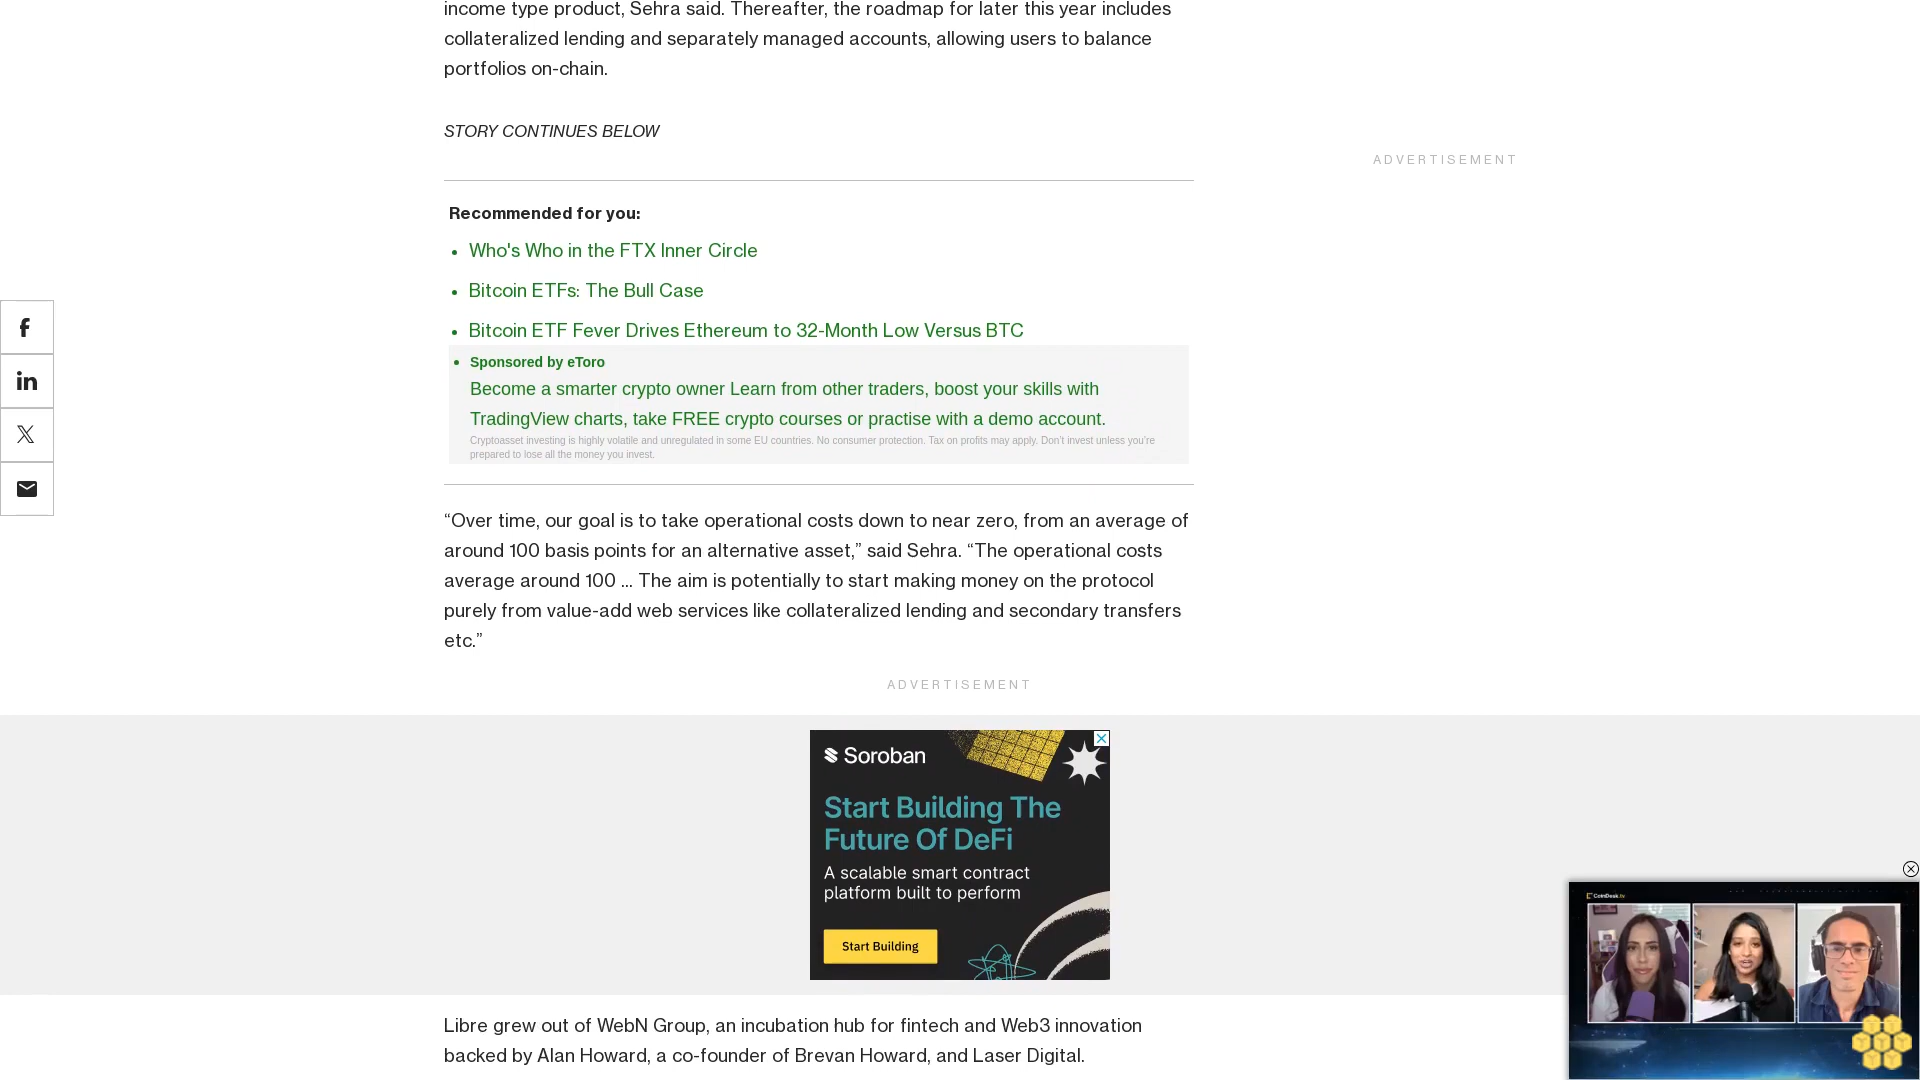 income type product, Sehra said. Thereafter, the roadmap for later this year includes
collateralized lending and separately managed accounts, allowing users to balance
portfolios on-chain.
STORY CONTINUES BELOW
ADVERTISEMENT
Recommended for you:
Who's Who in the FTX Inner Circle
Bitcoin ETFs: The Bull Case
Bitcoin ETF Fever Drives Ethereum to 32-Month Low Versus BTC
Sponsored by eToro
Become a smarter crypto owner Learn from other traders, boost your skills with
TradingView charts, take FREE crypto courses or practise with a demo account.
Cryptoasset investing is highly volatile and unregulated in some EU countries. No consumer protection. Tax on profits may apply. Don’t invest unless you’re
prepared to lose all the money you invest.
“Over time, our goal is to take operational costs down to near zero, from an average of
around 100 basis points for an alternative asset,” said Sehra. “The operational costs
average around 100 ... The aim is potentially to start making money on the protocol
purely from value-add web services like collateralized lending and secondary transfers
etc.”
ADVERTISEMENT
Soroban
Start Building The
Future Of DeFi
A scalable smart contract
platform built to perform
Start Building
CoinDesk.tv
Libre grew out of WebN Group, an incubation hub for fintech and Web3 innovation
backed by Alan Howard, a co-founder of Brevan Howard, and Laser Digital.